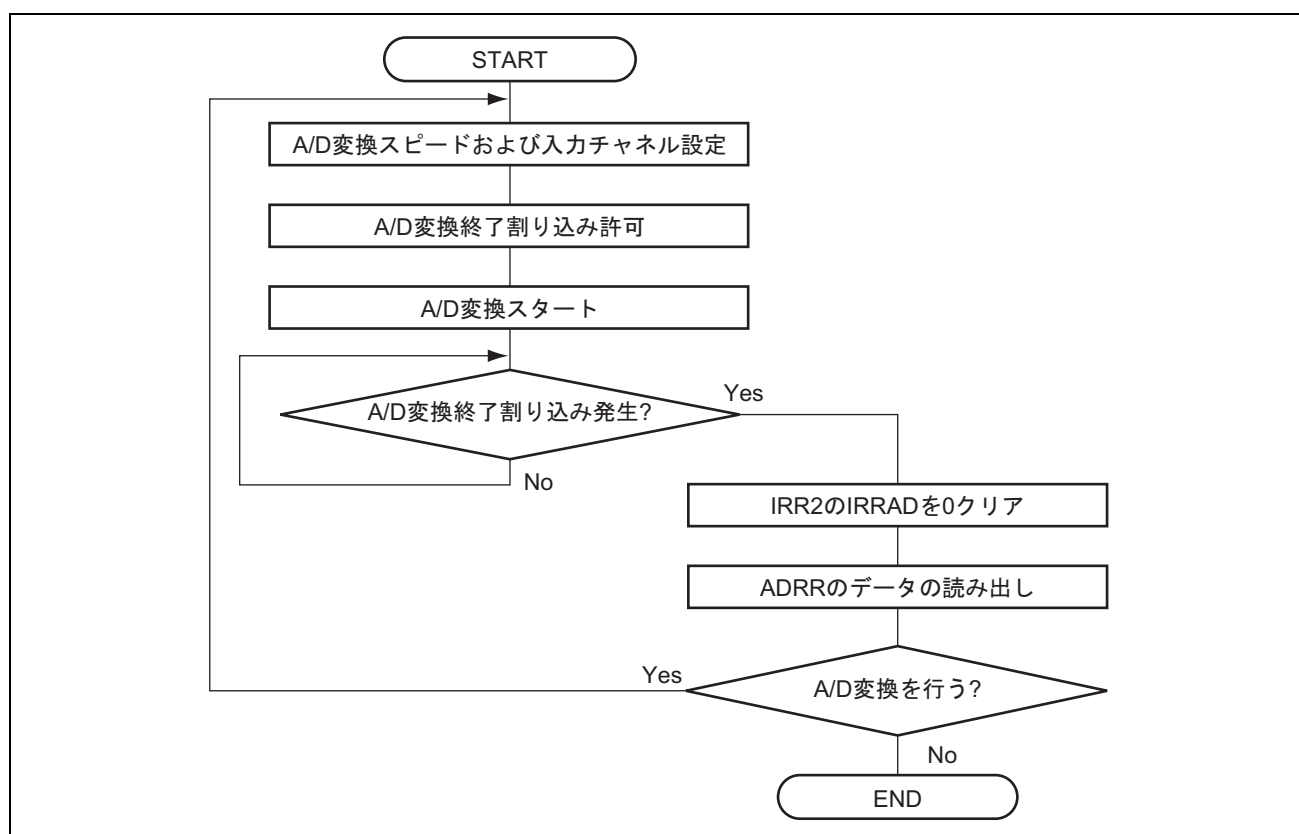 START
A/D変換スピードおよび入力チャネル設定
A/D変換終了割り込み許可
A/D変換スタート
A/D変換終了割り込み発生?
Yes
No
IRR2のIRRADを0クリア
ADRRのデータの読み出し
Yes
A/D変換を行う?
No
END